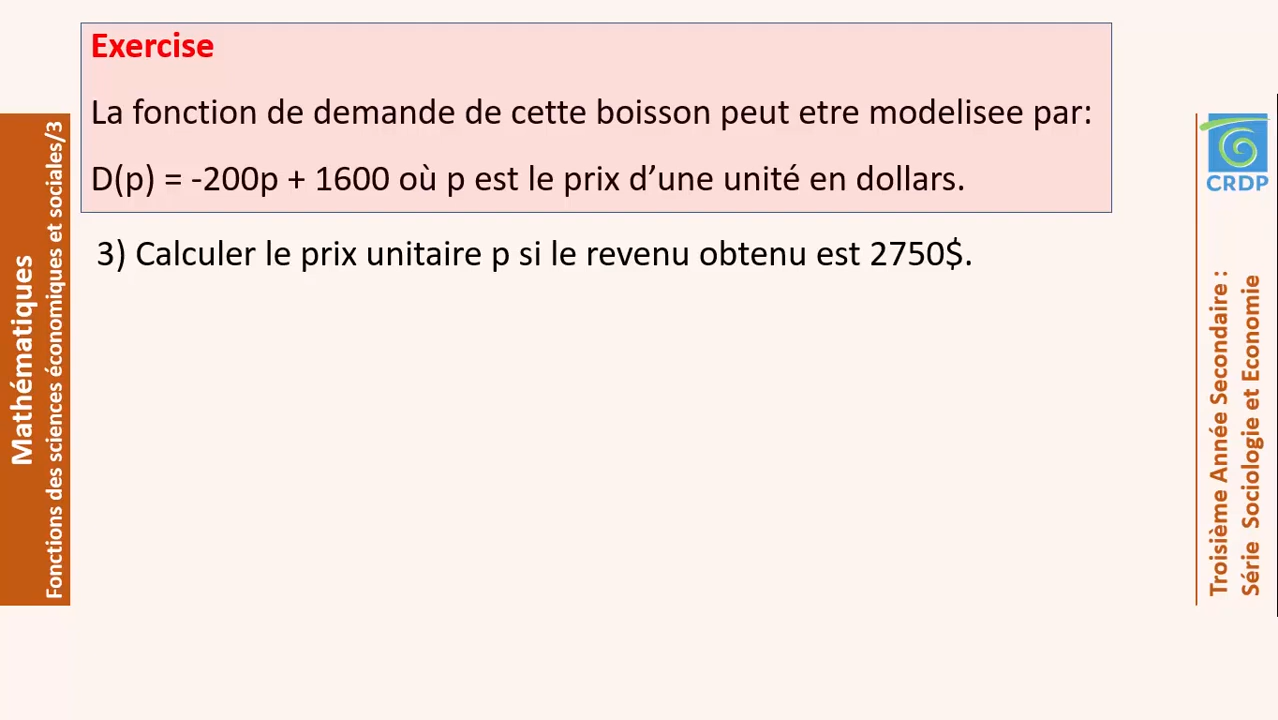 Exercise
La fonction de demande de cette boisson peut etre modelisee par:
D(p) = -200p + 1600 où p est le prix d’une unité en dollars.
3) Calculer le prix unitaire p si le revenu obtenu est 2750$.
Mathématiques
Fonctions des sciences économiques et sociales/3
CRDP
Troisième Année Secondaire :
Série Sociologie et Economie